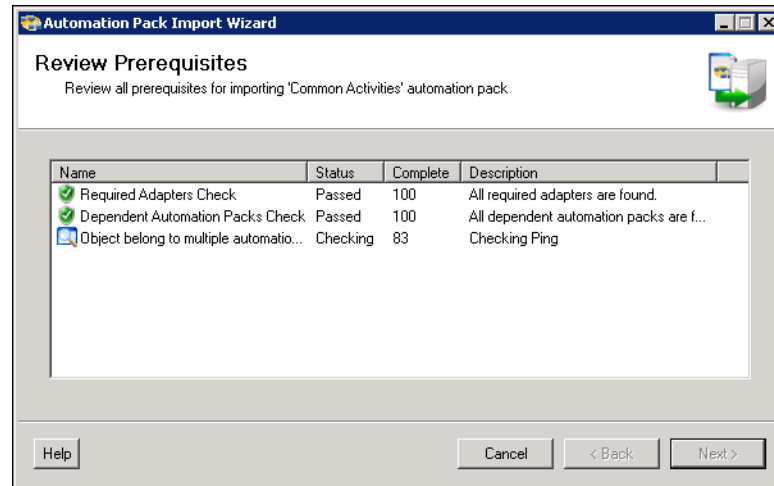 Automation Pack Import Wizard
Review Prerequisites
Review all prerequisites for importing 'Common Activities' automation pack
Name Status Complete Description
Required Adapters Check Passed 100 All required adapters are found.
Dependent Automation Packs Check Passed 100 All dependent automation packs are f...
Object belong to multiple automatio... Checking 83 Checking Ping
Help Cancel < Back Next >